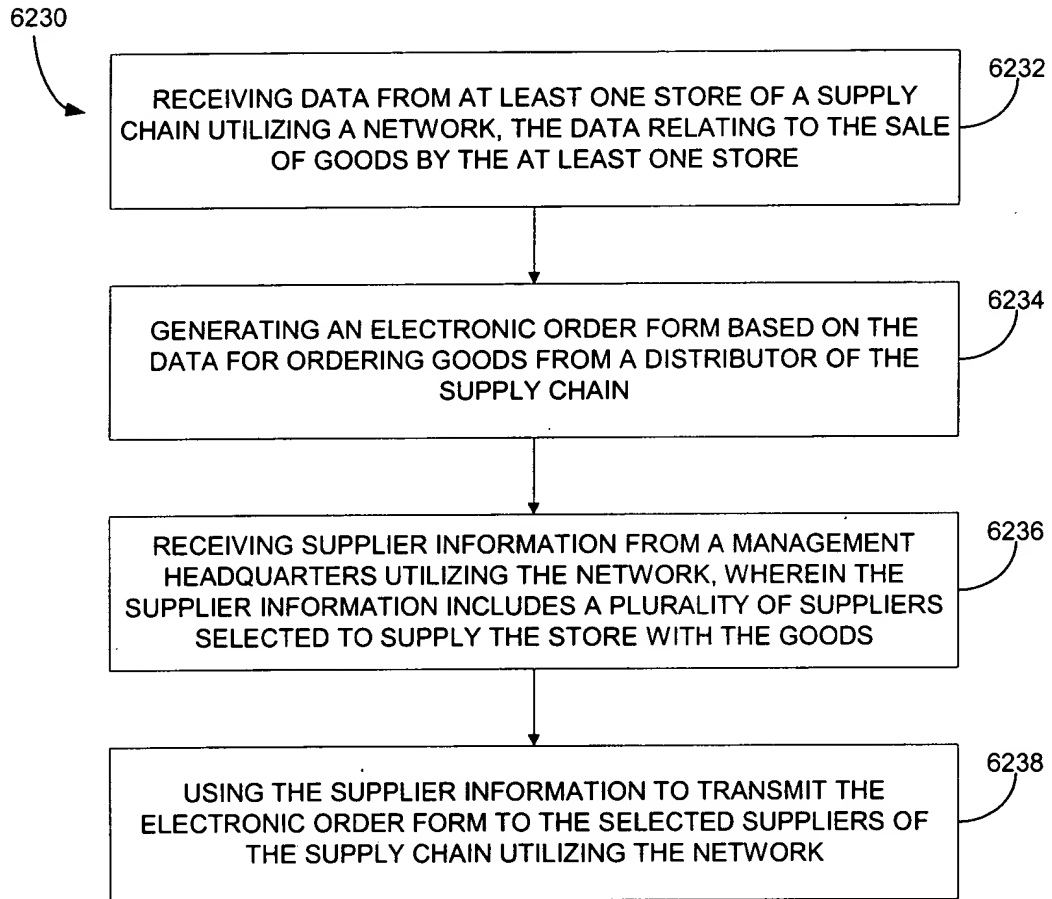 6230
6232
RECEIVING DATA FROM AT LEAST ONE STORE OF A SUPPLY
CHAIN UTILIZING A NETWORK, THE DATA RELATING TO THE SALE
OF GOODS BY THE AT LEAST ONE STORE
6234
GENERATING AN ELECTRONIC ORDER FORM BASED ON THE
DATA FOR ORDERING GOODS FROM A DISTRIBUTOR OF THE
SUPPLY CHAIN
6236
RECEIVING SUPPLIER INFORMATION FROM A MANAGEMENT
HEADQUARTERS UTILIZING THE NETWORK, WHEREIN THE
SUPPLIER INFORMATION INCLUDES A PLURALITY OF SUPPLIERS
SELECTED TO SUPPLY THE STORE WITH THE GOODS
6238
USING THE SUPPLIER INFORMATION TO TRANSMIT THE
ELECTRONIC ORDER FORM TO THE SELECTED SUPPLIERS OF
THE SUPPLY CHAIN UTILIZING THE NETWORK